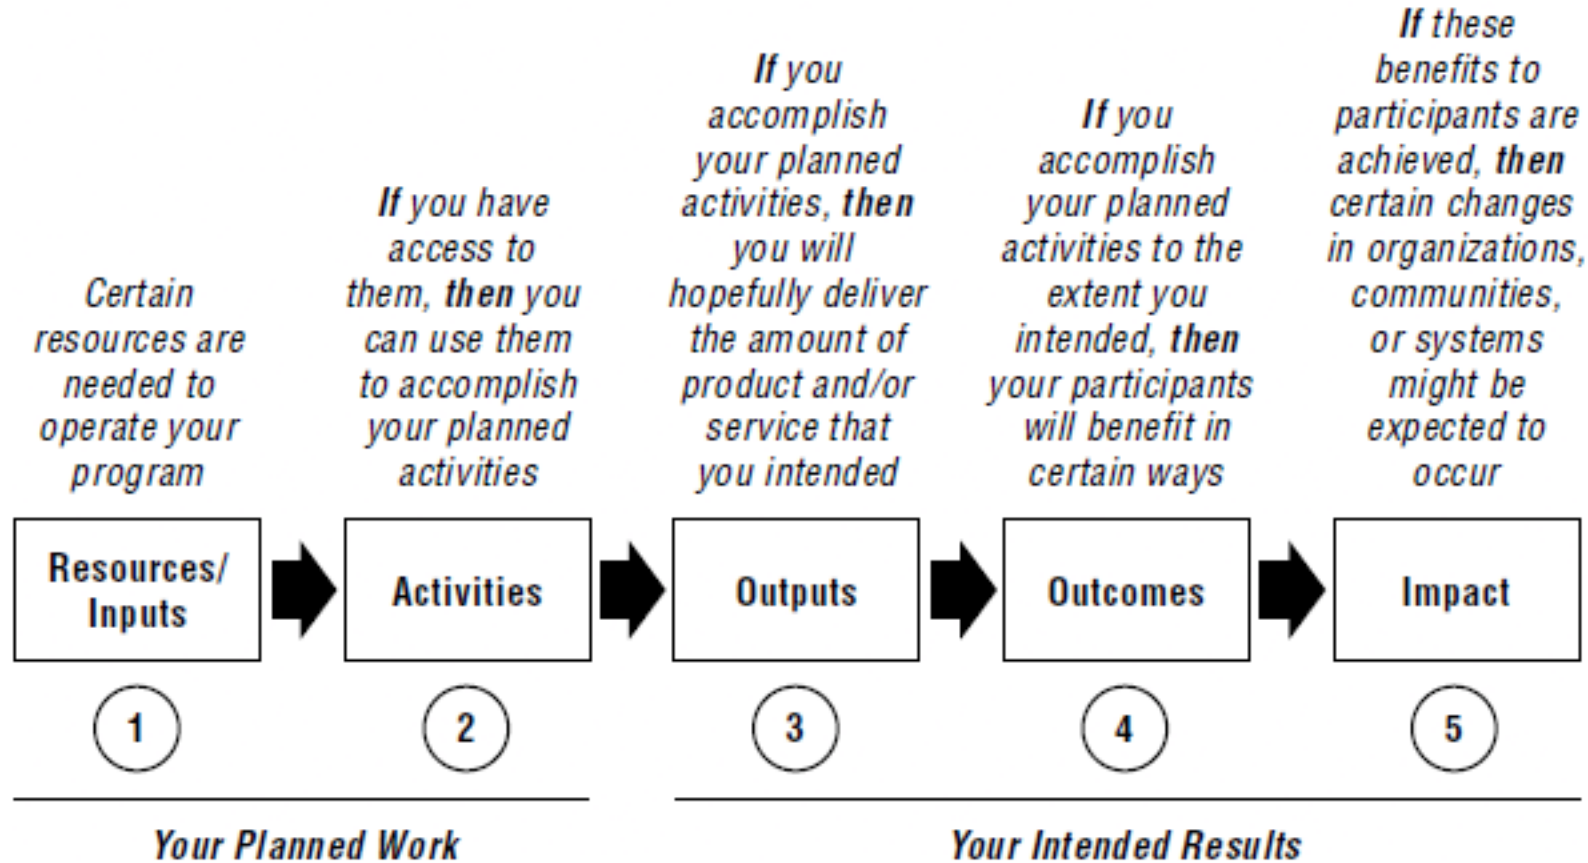 Certain
resources are
needed to
operate your
program
If you have
access to
them, then you
can use them
to accomplish
your planned
activities
If you
accomplish
your planned
activities, then
you will
hopefully deliver
the amount of
product and/or
service that
you intended
If you
accomplish
your planned
activities to the
extent you
intended, then
your participants
will benefit in
certain ways
If these
benefits to
participants are
achieved, then
certain changes
in organizations,
communities,
or systems
might be
expected to
occur
Resources/
Inputs
Activities
Outputs
Outcomes
Impact
1
2
3
4
5
Your Planned Work
Your Intended Results